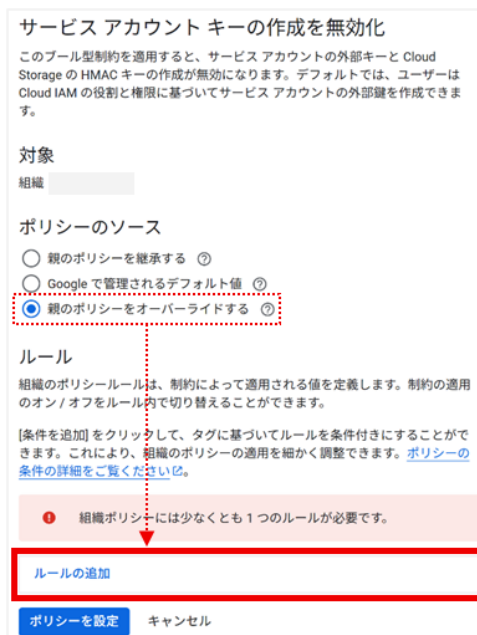 サービス アカウント キーの作成を無効化
このブール型制約を適用すると、サービス アカウントの外部キーと Cloud
Storage の HMAC キーの作成が無効になります。デフォルトでは、ユーザーは
Cloud IAM の役割と権限に基づいてサービス アカウントの外部鍵を作成できま
す。
対象
組織
ポリシーのソース
親のポリシーを継承する
Google で管理されるデフォルト値
親のポリシーをオーバーライドする
ルール
組織のポリシールールは、制約によって適用される値を定義します。制約の適用
のオン / オフをルール内で切り替えることができます。
[条件を追加] をクリックして、タグに基づいてルールを条件付きにすることがで
きます。これにより、組織のポリシーの適用を細かく調整できます。ポリシーの
条件の詳細をご覧ください。
組織ポリシーには少なくとも 1 つのルールが必要です。
ルールの追加
ポリシーを設定 キャンセル